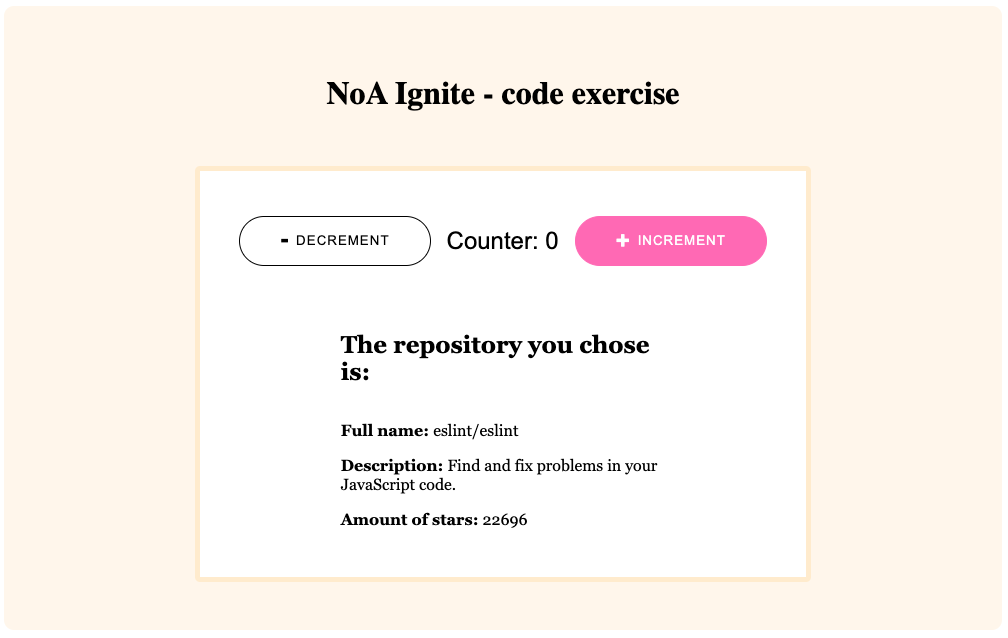 NoA Ignite - code exercise
- DECREMENT Counter: 0 + INCREMENT
The repository you chose
is:
Full name: eslint/eslint
Description: Find and fix problems in your
JavaScript code.
Amount of stars: 22696